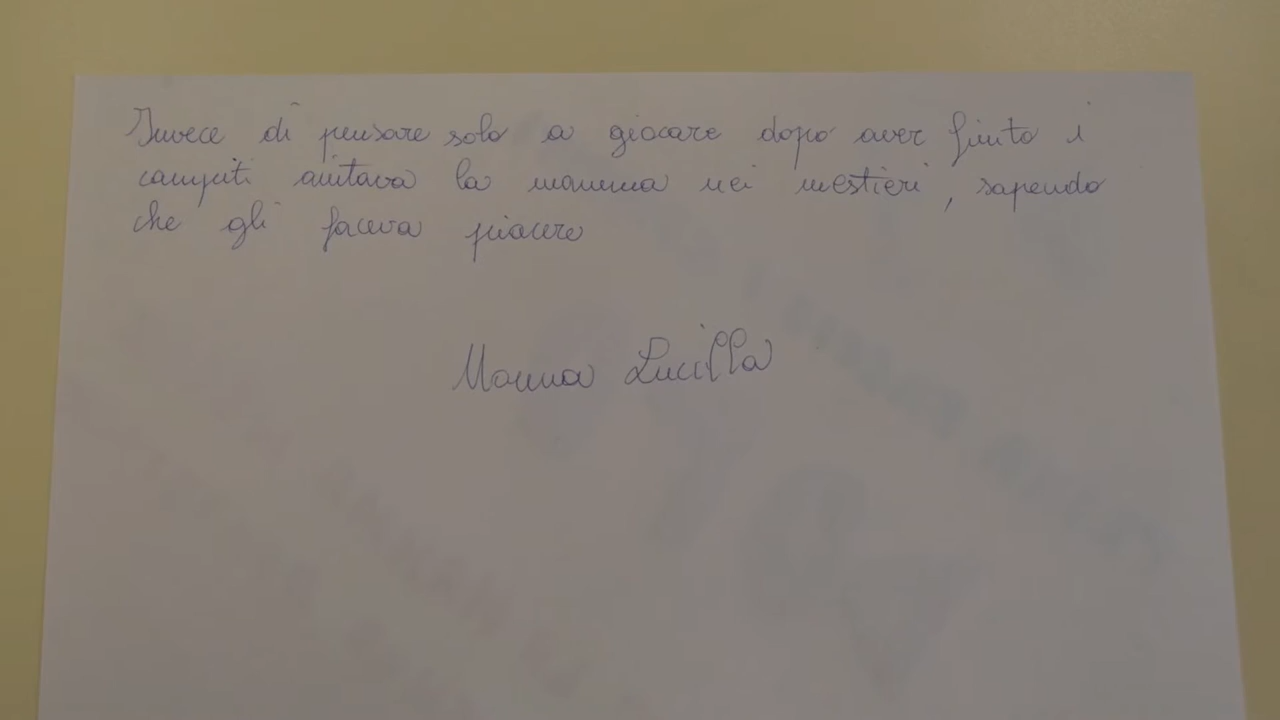 Invece di pensare solo a giocare dopo aver finito i
compiti aiutava la mamma nei mestieri, sapendo
che gli faceva piacere
Mamma Lucilla